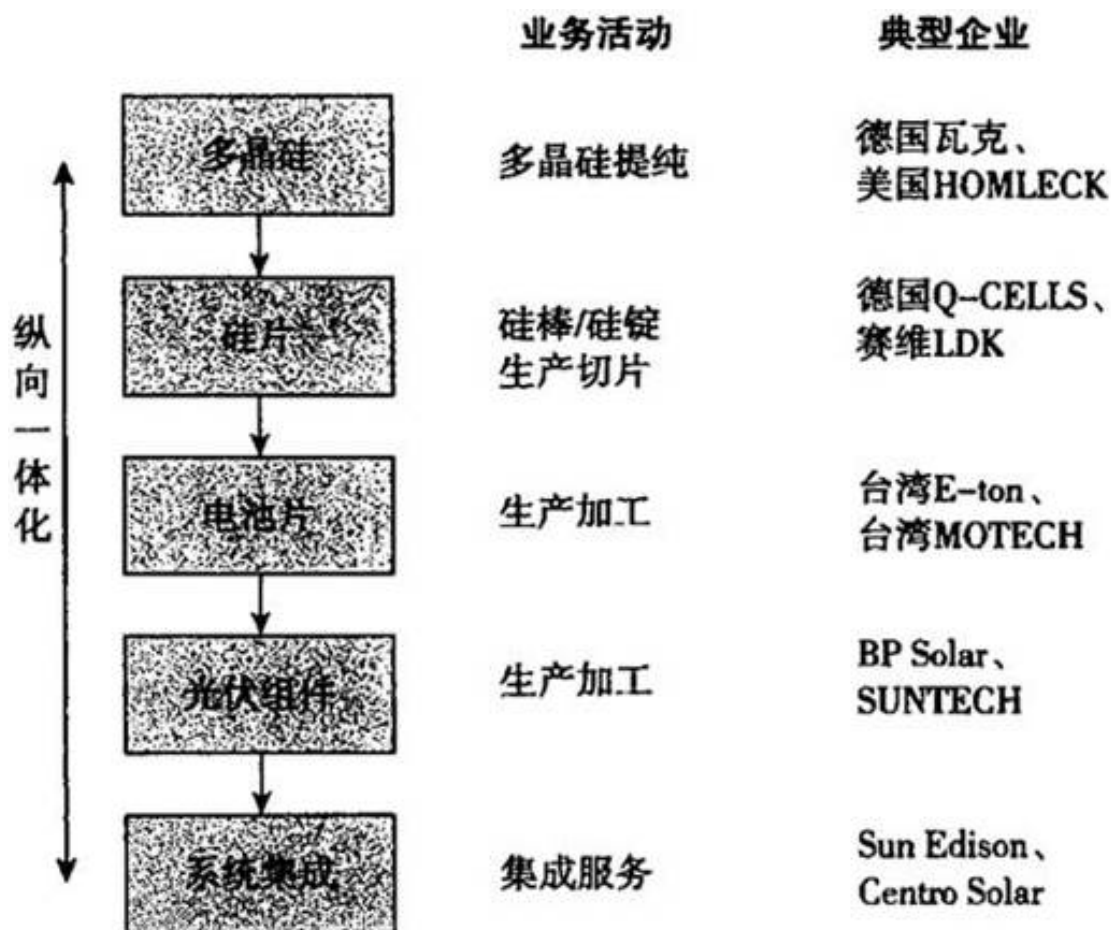 业务活动 典型企业
多晶硅 多晶硅提纯 德国瓦克、
美国HOMLECK
硅片 硅棒/硅锭
生产切片 德国Q-CELLS、
赛维LDK
纵向一体化
电池片 生产加工 台湾E-ton、
台湾MOTECH
光伏组件 生产加工 BP Solar、
SUNTECH
系统集成 集成服务 Sun Edison、
Centro Solar